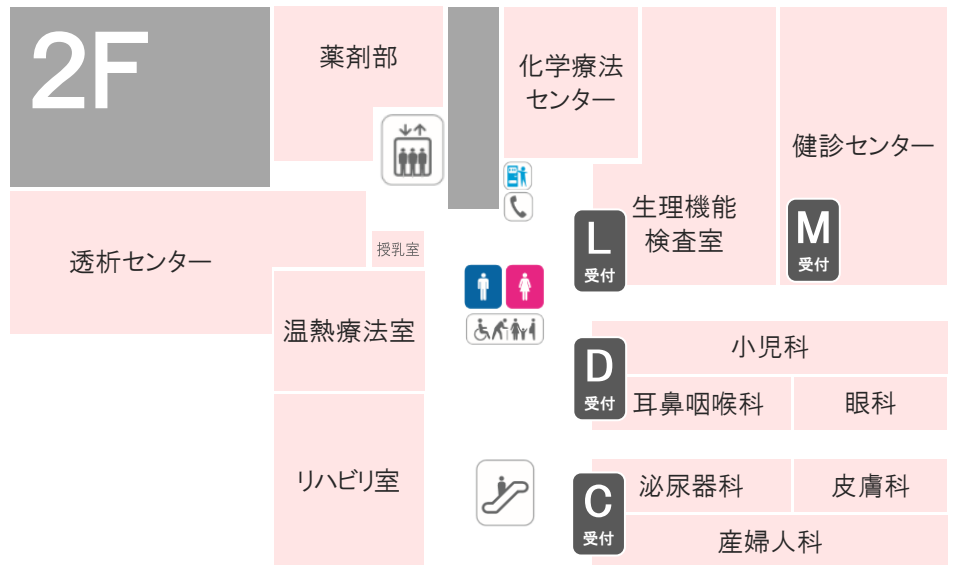 2F
薬剤部
化学療法
センター
健診センター
生理機能
検査室
L
受付
M
受付
透析センター
授乳室
温熱療法室
D
受付
小児科
耳鼻咽喉科
眼科
リハビリ室
C
受付
泌尿器科
皮膚科
産婦人科